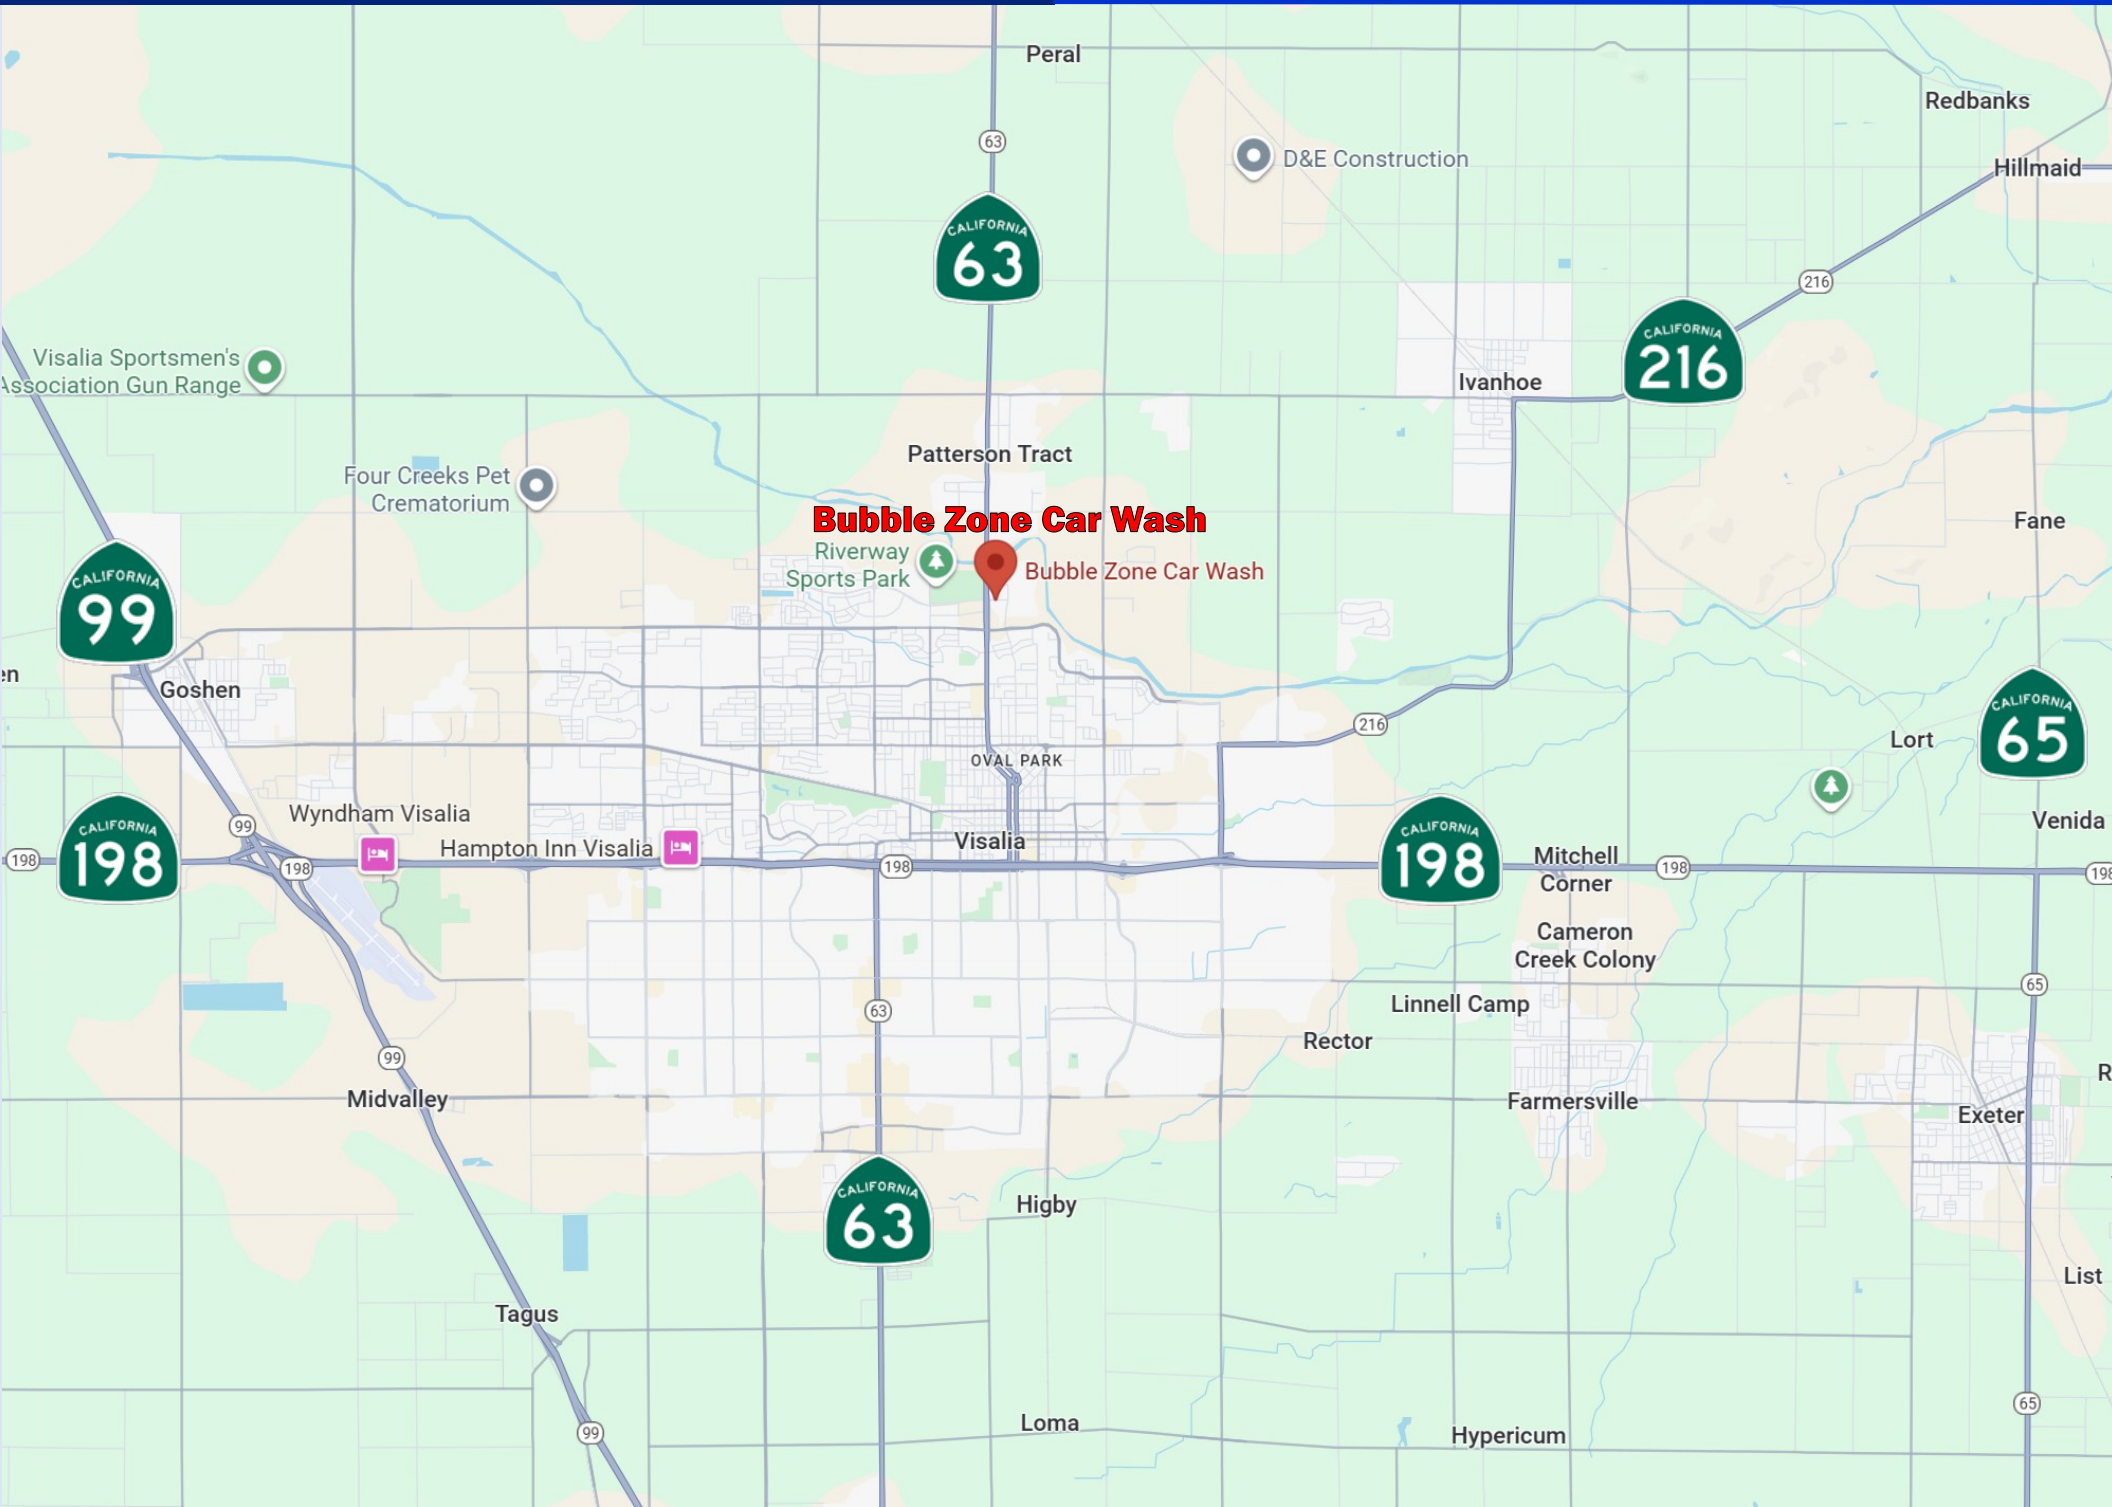 Peral
Redbanks
63
D&E Construction
Hillmaid
CALIFORNIA
63
216
CALIFORNIA
216
Visalia Sportsmen's
Association Gun Range
Ivanhoe
Patterson Tract
Four Creeks Pet
Crematorium
Bubble Zone Car Wash
Fane
Riverway
Sports Park
Bubble Zone Car Wash
CALIFORNIA
99
en
Goshen
CALIFORNIA
65
216
Lort
OVAL PARK
Wyndham Visalia
Venida
99
CALIFORNIA
198
CALIFORNIA
198
Hampton Inn Visalia
Visalia
198
198
198
Mitchell
Corner
198
198
Cameron
Creek Colony
65
Linnell Camp
63
Rector
99
R
Midvalley
Farmersville
Exeter
CALIFORNIA
63
Higby
List
Tagus
65
Loma
99
Hypericum